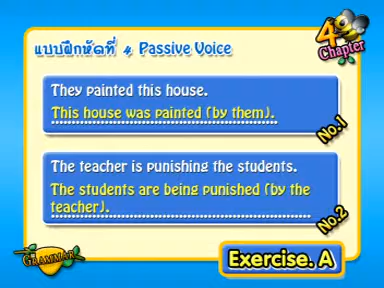 แบบฝึกหัดที่ 4 Passive Voice
4
Chapter
They painted this house.
This house was painted (by them).
No.1
The teacher is punishing the students.
The students are being punished (by the
teacher).
No.2
GRAMMAR
Exercise. A